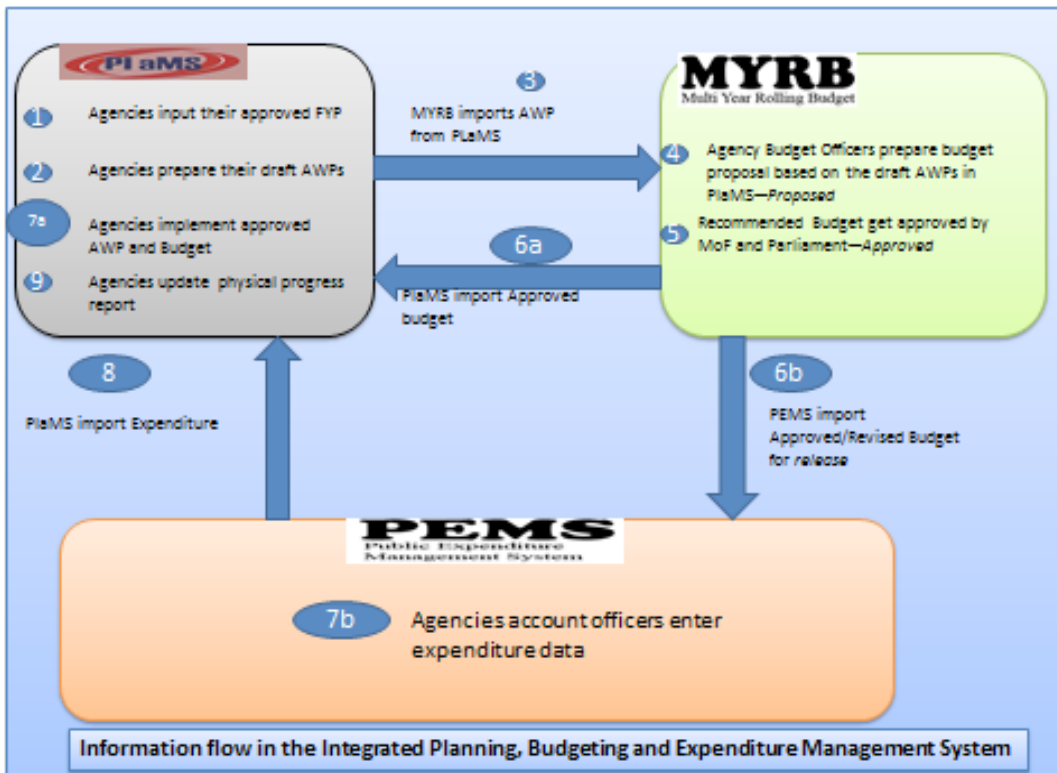 PlaMS
1 Agencies input their approved FYP
2 Agencies prepare their draft AWPs
7a Agencies implement approved
AWP and Budget
9 Agencies update physical progress
report
3
MYRB imports AWP
from PLaMS
MYRB
Multi Year Rolling Budget
4 Agency Budget Officers prepare budget
proposal based on the draft AWPs in
PlaMS—Proposed
5 Recommended Budget get approved by
MoF and Parliament—Approved
6a
PlaMS import Approved
budget
8
PlaMS import Expenditure
6b
PEMS import
Approved/Revised Budget
for release
PEMS
Public Expenditure
Management System
7b Agencies account officers enter
expenditure data
Information flow in the Integrated Planning, Budgeting and Expenditure Management System